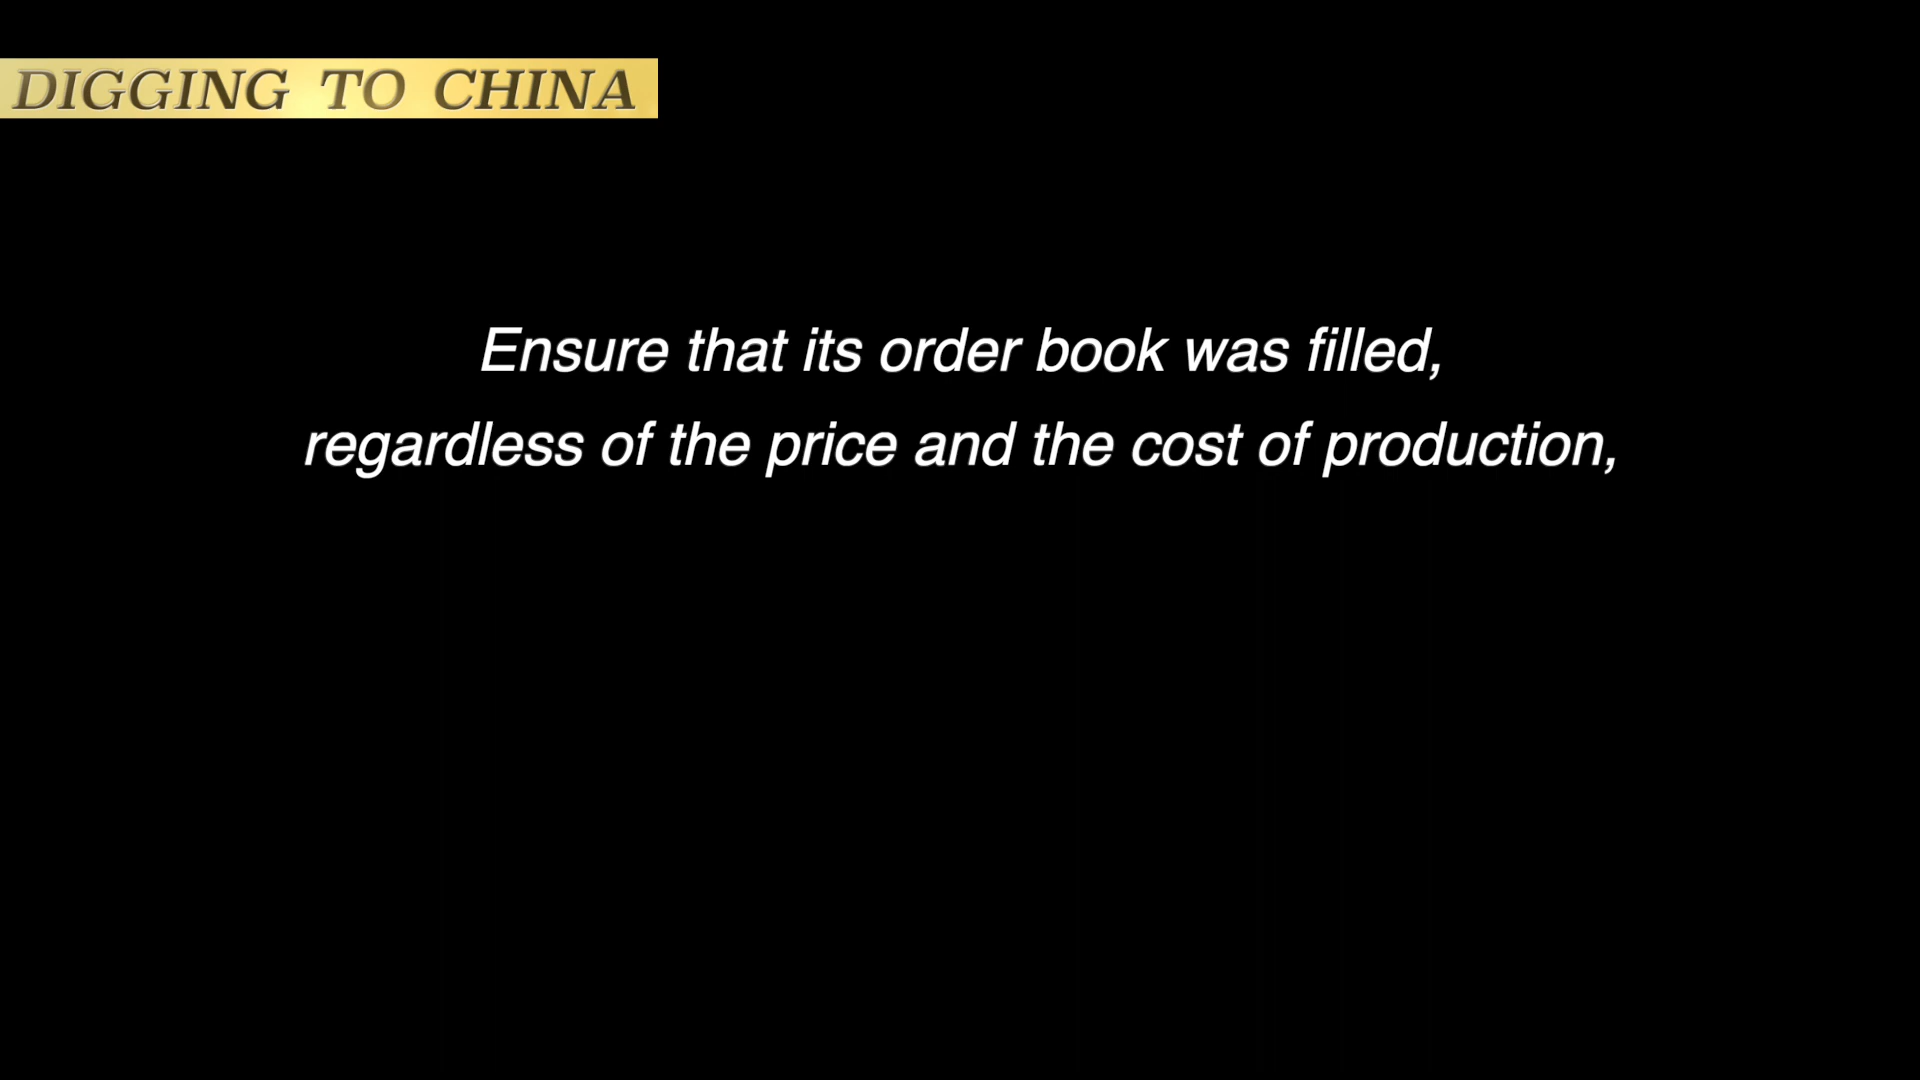 DIGGING TO CHINA
Ensure that its order book was filled,
regardless of the price and the cost of production,